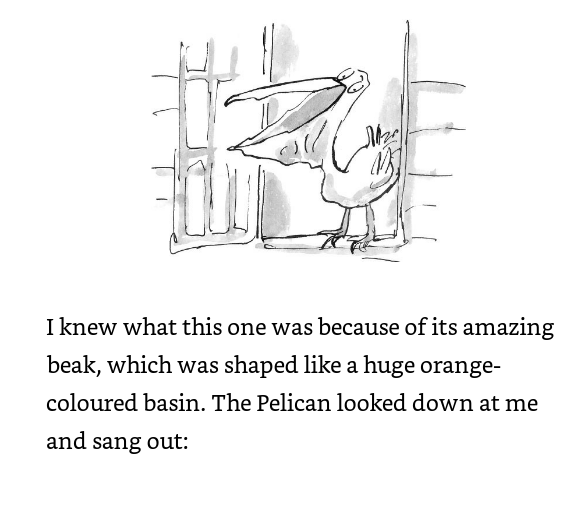 I knew what this one was because of its amazing
beak, which was shaped like a huge orange-
coloured basin. The Pelican looked down at me
and sang out: